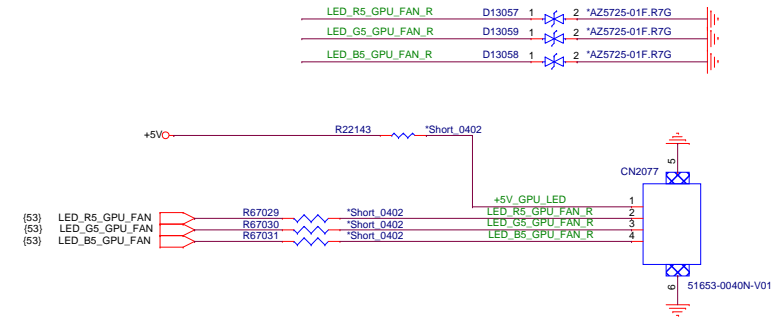 LED_R5_GPU_FAN_R D13057 1 2 *AZ5725-01F.R7G
LED_G5_GPU_FAN_R D13059 1 2 *AZ5725-01F.R7G
LED_B5_GPU_FAN_R D13058 1 2 *AZ5725-01F.R7G
+5V R22143 *Short_0402
5
CN2077
+5V_GPU_LED 1
{53} LED_R5_GPU_FAN R67029 *Short_0402 LED_R5_GPU_FAN_R 2
{53} LED_G5_GPU_FAN R67030 *Short_0402 LED_G5_GPU_FAN_R 3
{53} LED_B5_GPU_FAN R67031 *Short_0402 LED_B5_GPU_FAN_R 4
6
51653-0040N-V01